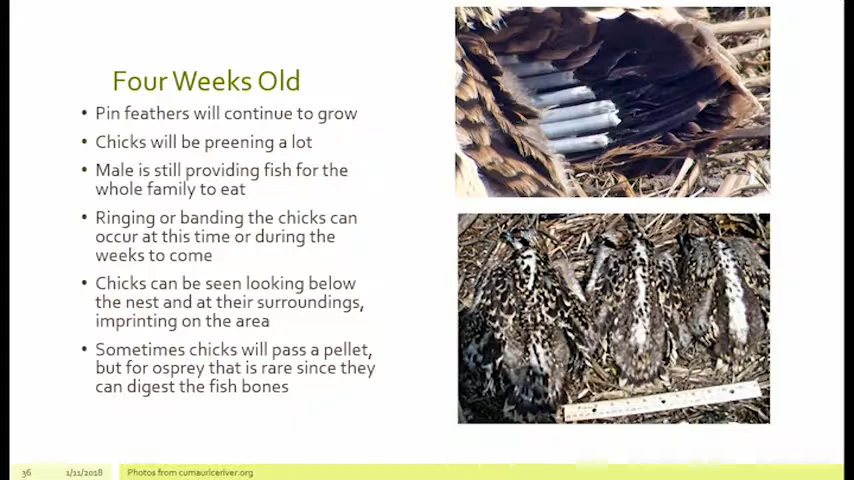 Four Weeks Old
• Pin feathers will continue to grow
• Chicks will be preening a lot
• Male is still providing fish for the
whole family to eat
• Ringing or banding the chicks can
occur at this time or during the
weeks to come
• Chicks can be seen looking below
the nest and at their surroundings,
imprinting on the area
• Sometimes chicks will pass a pellet,
but for osprey that is rare since they
can digest the fish bones
36 1/11/2018 Photos from cumauriceriver.org